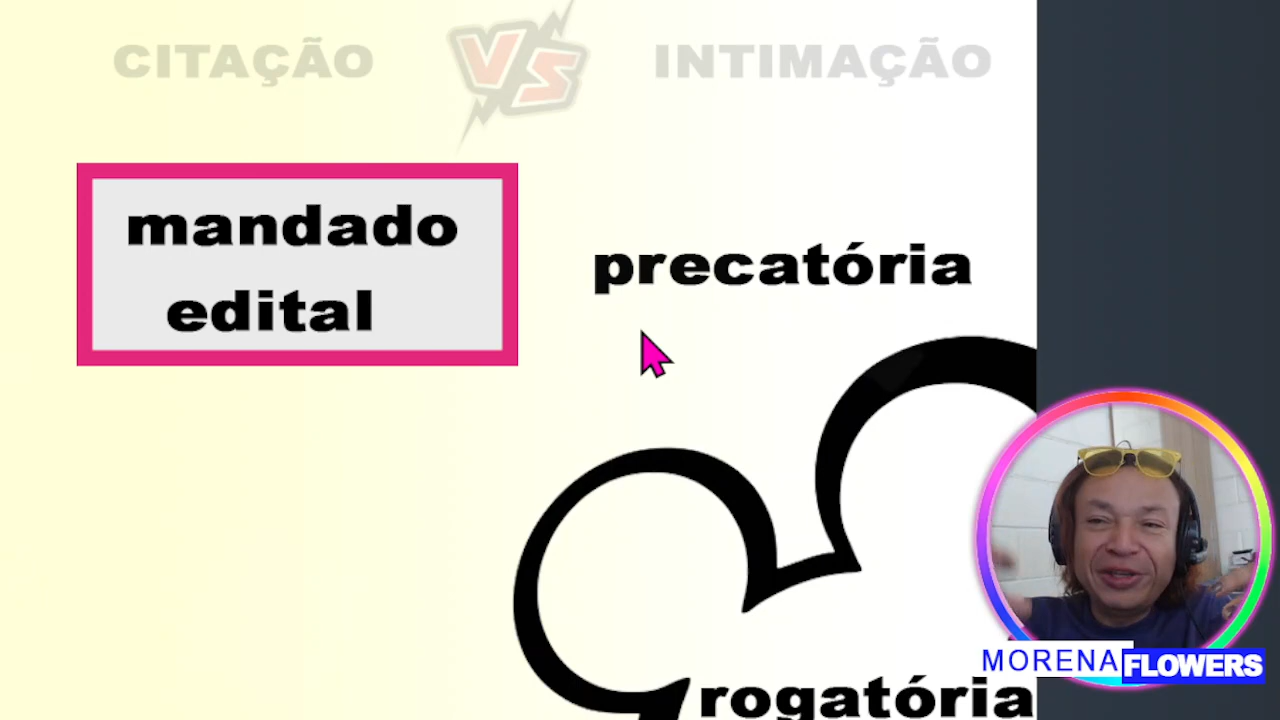 CITAÇÃO VS INTIMAÇÃO
mandado
edital
precatória
rogatória
MORENA FLOWERS